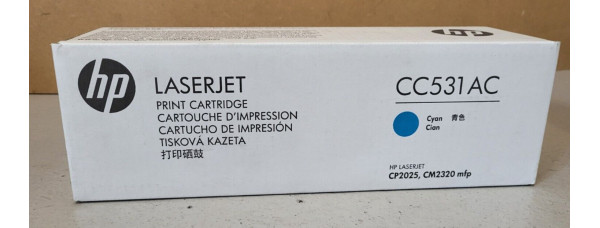 hp
LASERJET
PRINT CARTRIDGE
CARTOUCHE D'IMPRESSION
CARTUCHO DE IMPRESIÓN
TISKOVÁ KAZETA
打印硒鼓
CC531AC
Cyan 青色
Cian
HP LASERJET
CP2025, CM2320 mfp